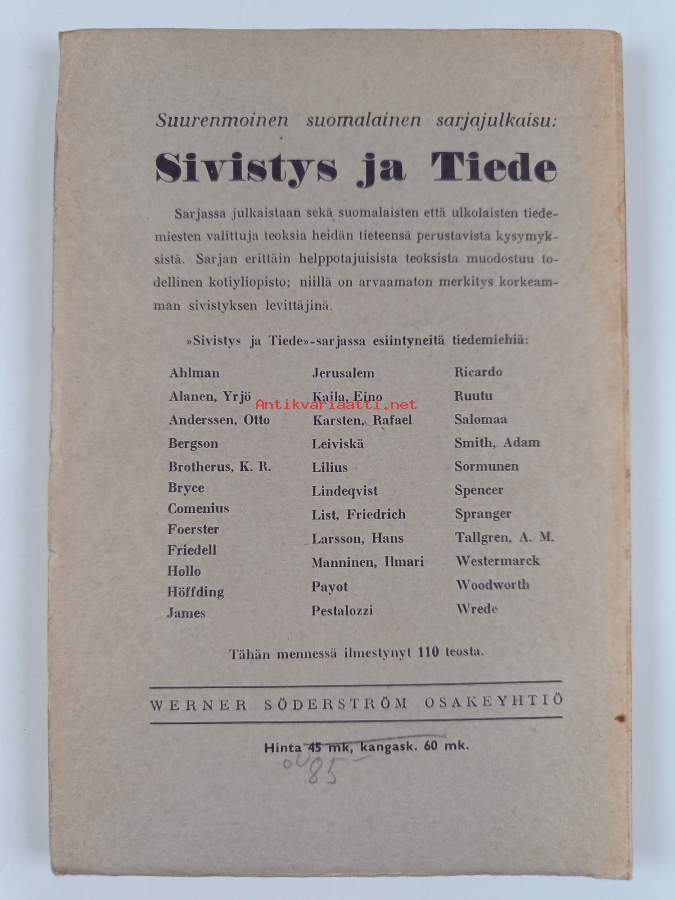 Suurenmoinen suomalainen sarjajulkaisu:
Sivistys ja Tiede
Sarjassa julkaistaan sekä suomalaisten että ulkolaisten tiede-
miesten valittuja teoksia heidän tieteensä perustavista kysymyk-
sistä. Sarjan erittäin helppotajuisista teoksista muodostuu to-
dellinen kotiyliopisto; niillä on arvaamaton merkitys korkeam-
man sivistyksen levittäjinä.
»Sivistys ja Tiede»-sarjassa esiintyneitä tiedemiehiä:
Ahlman
Alanen, Yrjö
Anderssen, Otto
Bergson
Brotherus, K. R.
Bryce
Comenius
Foerster
Friedell
Hollo
Höffding
James
Jerusalem
Kaila, Eino
Karsten, Rafael
Leiviskä
Lilius
Lindeqvist
List, Friedrich
Larsson, Hans
Manninen, Ilmari
Payot
Pestalozzi
Ricardo
Ruutu
Salomaa
Smith, Adam
Sormunen
Spencer
Spranger
Tallgren, A. M.
Westermarck
Woodworth
Wrede
Antikvariaatti.net
Tähän mennessä ilmestynyt 110 teosta.
WERNER SÖDERSTRÖM OSAKEYHTIÖ
Hinta 45 mk, kangask. 60 mk.
85-